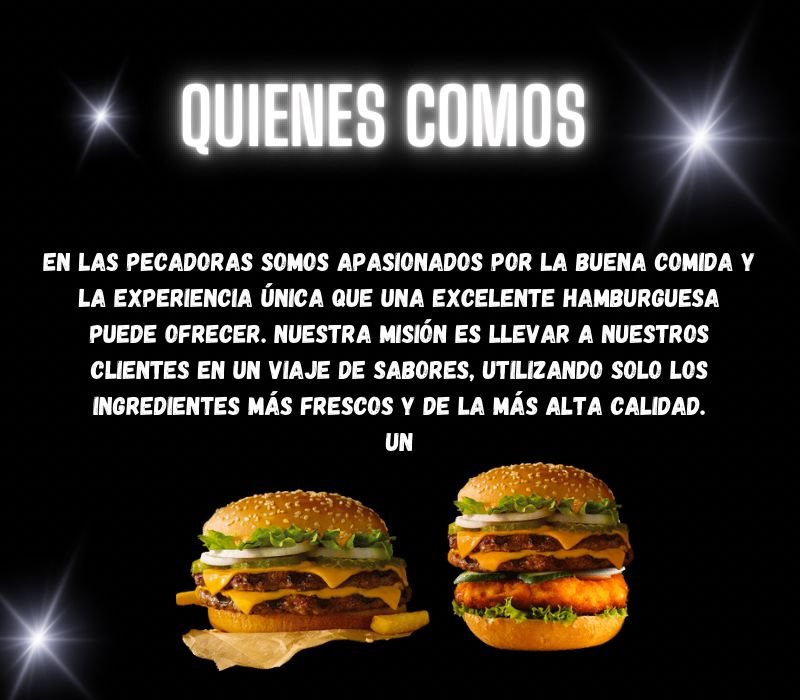 QUIENES COMOS
EN LAS PECADORAS SOMOS APASIONADOS POR LA BUENA COMIDA Y
LA EXPERIENCIA ÚNICA QUE UNA EXCELENTE HAMBURGUESA
PUEDE OFRECER. NUESTRA MISIÓN ES LLEVAR A NUESTROS
CLIENTES EN UN VIAJE DE SABORES, UTILIZANDO SOLO LOS
INGREDIENTES MÁS FRESCOS Y DE LA MÁS ALTA CALIDAD.
UN